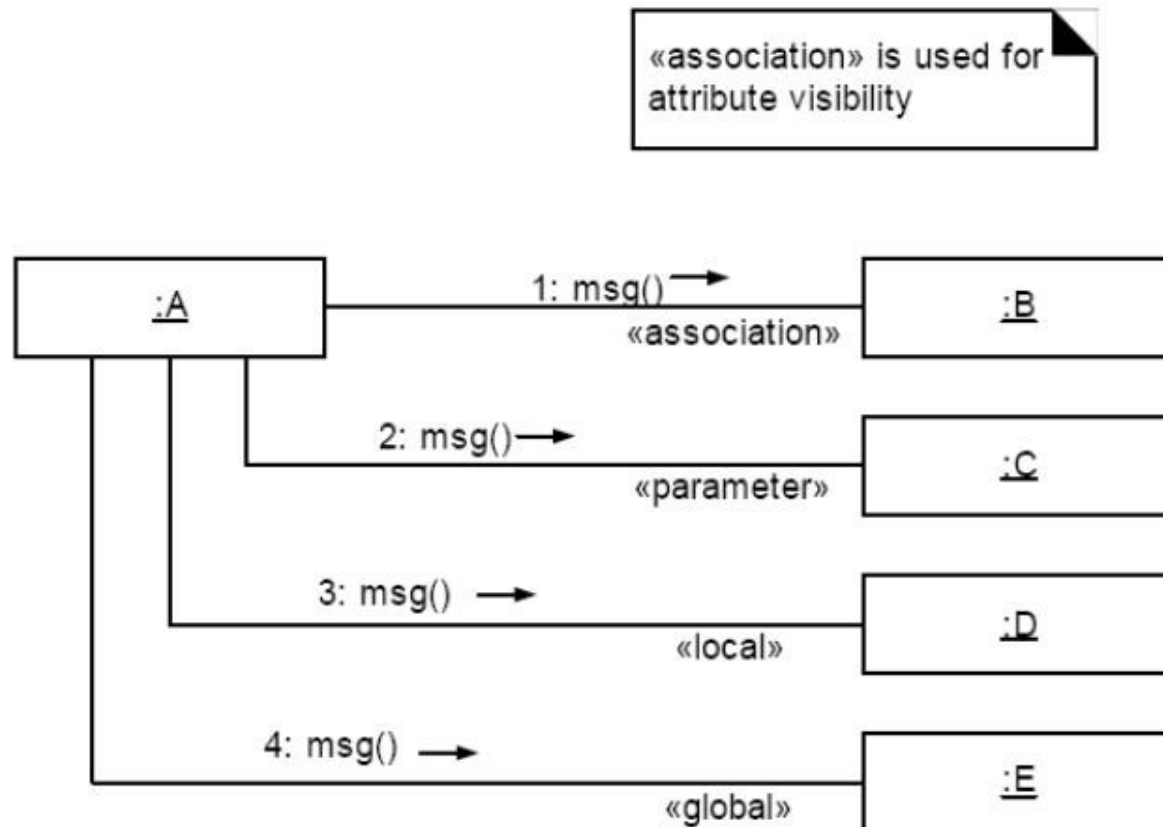 «association» is used for
attribute visibility
:A
1: msg()
«association»
:B
2: msg()
«parameter»
:C
3: msg()
«local»
:D
4: msg()
«global»
:E